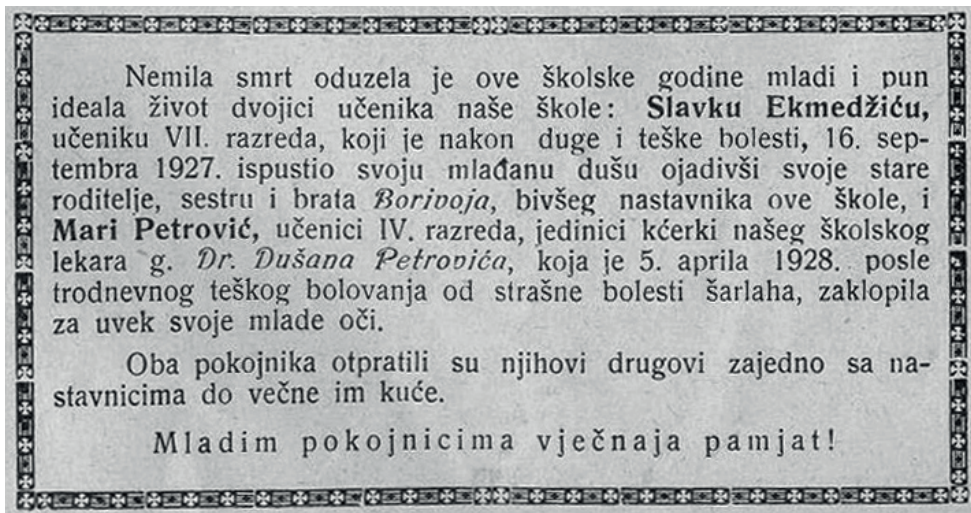 Nemila smrt oduzela je ove školske godine mladi i pun
ideala život dvojici učenika naše škole: Slavku Ekmedžiću,
učeniku VII. razreda, koji je nakon duge i teške bolesti, 16. sep-
tembra 1927. ispustio svoju mlađanu dušu ojadivši svoje stare
roditelje, sestru i brata Borivoja, bivšeg nastavnika ove škole, i
Mari Petrović, učenici IV. razreda, jedinici kćerki našeg školskog
lekara g. Dr. Dušana Petrovića, koja je 5. aprila 1928. posle
trodnevnog teškog bolovanja od strašne bolesti šarlaha, zaklopila
za uvek svoje mlade oči.
Oba pokojnika otpratili su njihovi drugovi zajedno sa na-
stavnicima do večne im kuće.
Mladim pokojnicima vječnaja pamjat!